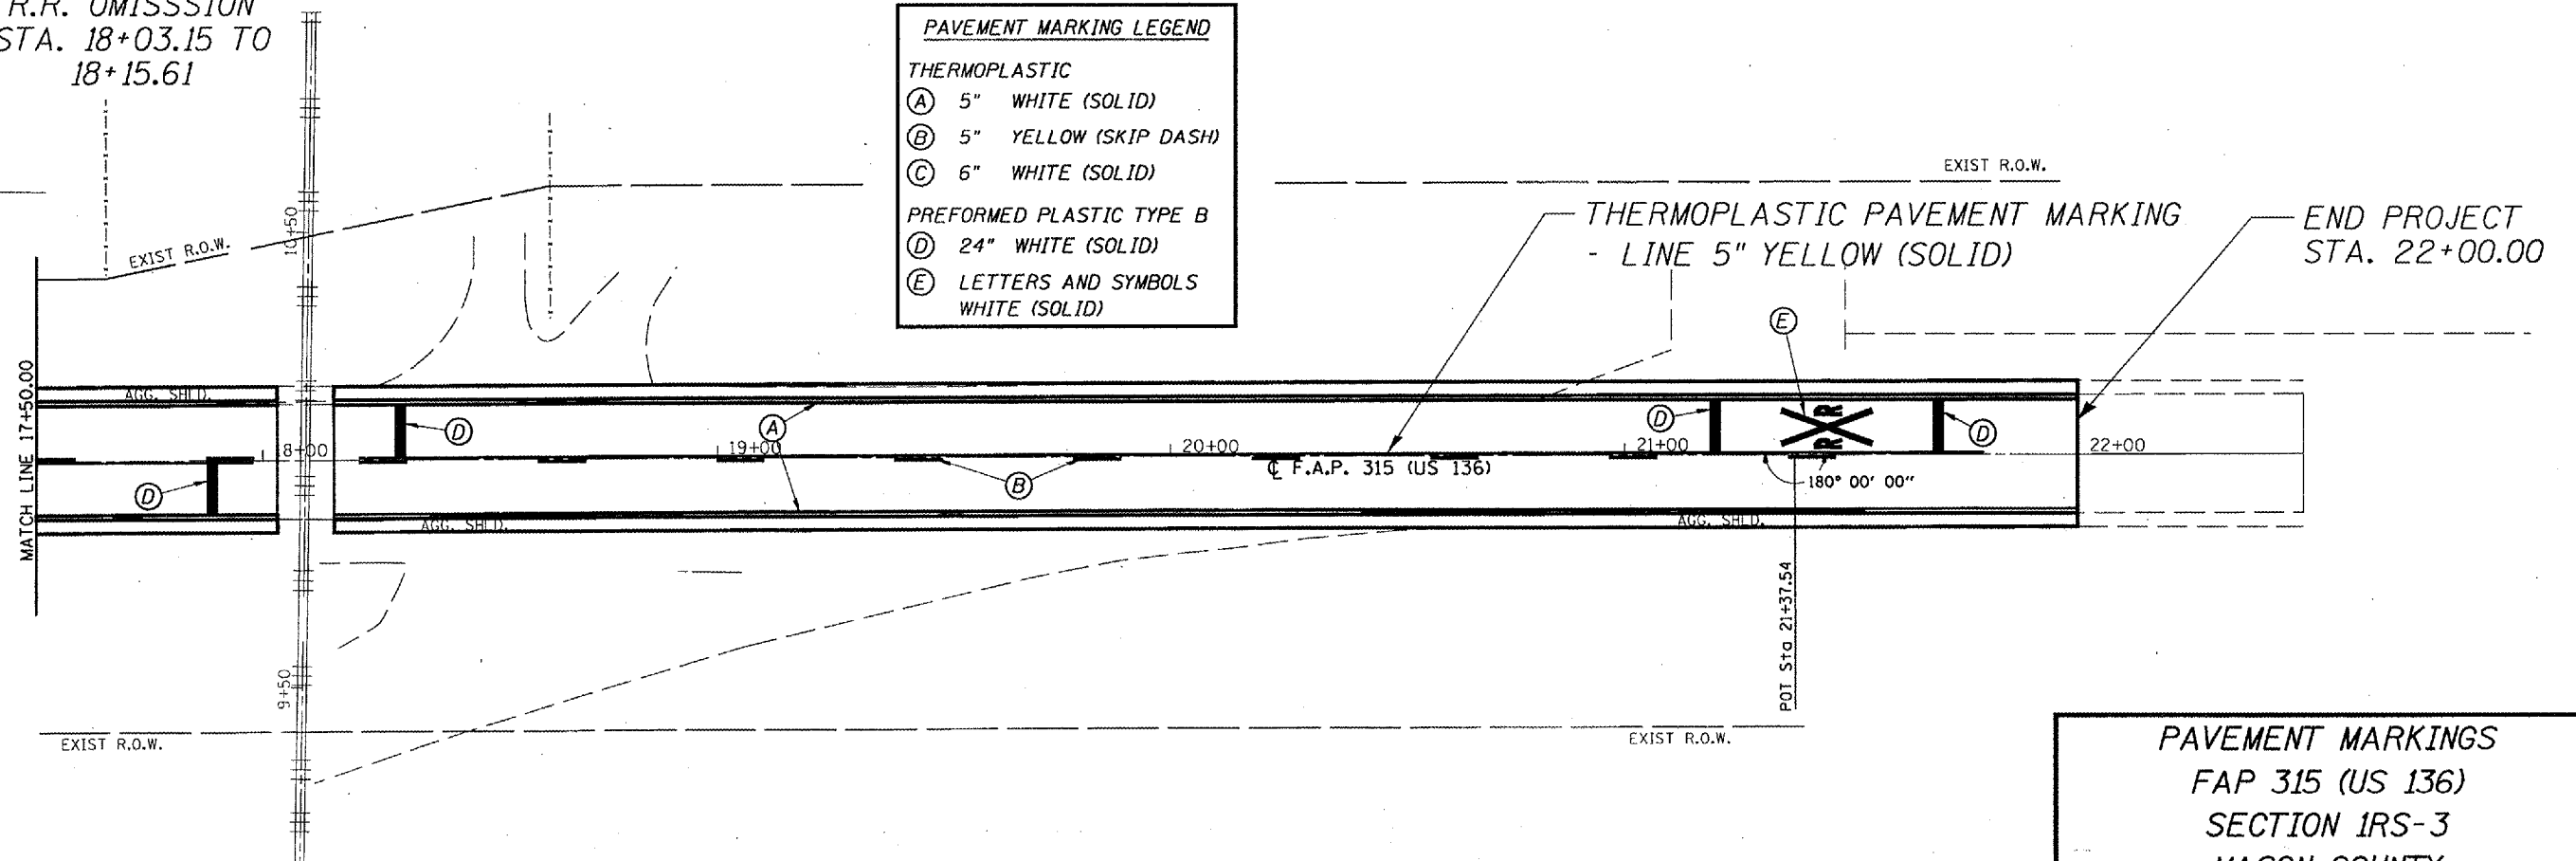 R.R. OMISSSION
STA. 18+03.15 TO
18+15.61
PAVEMENT MARKING LEGEND
THERMOPLASTIC
A 5" WHITE (SOLID)
B 5" YELLOW (SKIP DASH)
C 6" WHITE (SOLID)
PREFORMED PLASTIC TYPE B
D 24" WHITE (SOLID)
E LETTERS AND SYMBOLS
WHITE (SOLID)
EXIST R.O.W.
THERMOPLASTIC PAVEMENT MARKING
- LINE 5" YELLOW (SOLID)
END PROJECT
STA. 22+00.00
10+50
EXIST R.O.W.
E
MATCH LINE 17+50.00
AGG. SHLD.
D
A
D
R
R
D
18+00
19+00
20+00
21+00
22+00
℄ F.A.P. 315 (US 136)
D
B
180° 00' 00"
AGG. SHLD.
AGG. SHLD.
POT Sta 21+37.54
9+50
EXIST R.O.W.
EXIST R.O.W.
PAVEMENT MARKINGS
FAP 315 (US 136)
SECTION 1RS-3